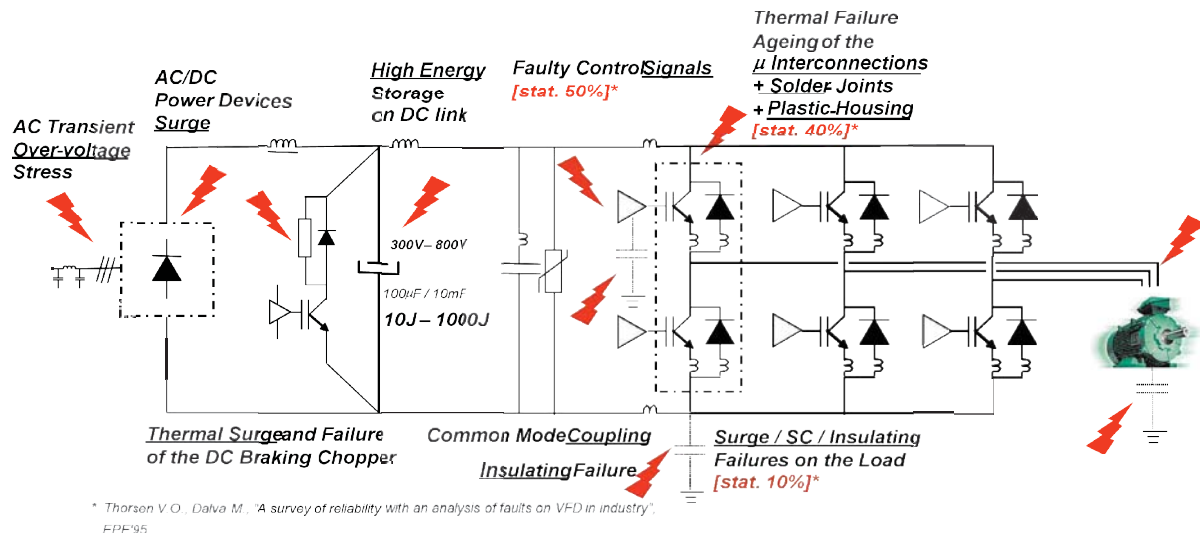 AC Transient
Over-voltage
Stress
AC/DC
Power Devices
Surge
High Energy
Storage
on DC link
Faulty Control Signals
[stat. 50%]*
Thermal Failure
Ageing of the
µ Interconnections
+ Solder Joints
+ Plastic-Housing
[stat. 40%]*
300V – 800V
100µF / 10mF
10J – 1000J
Thermal Surge and Failure
of the DC Braking Chopper
Common Mode Coupling
Insulating Failure
Surge / SC / Insulating
Failures on the Load
[stat. 10%]*
* Thorsen V.O., Dalva M., "A survey of reliability with an analysis of faults on VFD in industry",
EPE'95